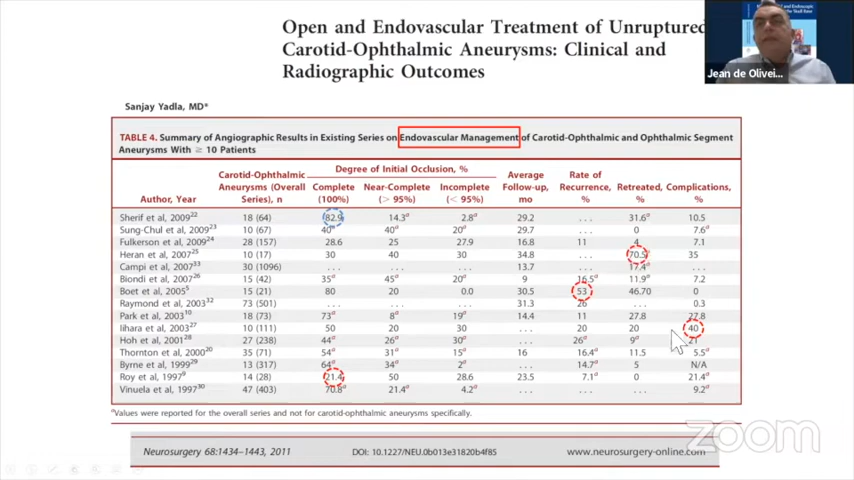 Open and Endovascular Treatment of Unruptured
Carotid-Ophthalmic Aneurysms: Clinical and
Radiographic Outcomes
Jean de Olivei...
Sanjay Yadla, MD*
TABLE 4. Summary of Angiographic Results in Existing Series on Endovascular Management of Carotid-Ophthalmic and Ophthalmic Segment
Aneurysms With ≥ 10 Patients
Carotid-Ophthalmic Degree of Initial Occlusion, % Average Rate of
Aneurysms (Overall Complete Near-Complete Incomplete Follow-up, Recurrence, Retreated, Complications,
Author, Year Series), n (100%) (> 95%) (< 95%) mo % % %
Sherif et al, 2009²² 18 (64) 82.9 14.3ᵃ 2.8ᵃ 29.2 . . . 31.6ᵃ 10.5
Sung-Chul et al, 2009²³ 10 (67) 40ᵃ 40ᵃ 20ᵃ 29.7 . . . 0 7.6ᵃ
Fulkerson et al, 2009²⁴ 28 (157) 28.6 25 27.9 16.8 11 4 7.1
Heran et al, 2007²⁵ 10 (17) 30 40 30 34.8 . . . 70.5ᵃ 35
Campi et al, 2007³³ 30 (1096) . . . . . . . . . 13.7 . . . 17.4ᵃ . . .
Biondi et al, 2007²⁶ 15 (42) 35ᵃ 45ᵃ 20ᵃ 9 16.5ᵃ 11.9ᵃ 7.2
Boet et al, 2005⁵ 15 (21) 80 20 0.0 30.5 53 46.70 0
Raymond et al, 2003³² 73 (501) . . . . . . . . . 31.3 26 . . . 0.3
Park et al, 2003¹⁰ 18 (73) 73ᵃ 8ᵃ 19ᵃ 14.4 11 27.8 27.8
Iihara et al, 2003²⁷ 10 (111) 50 20 30 . . . 20 20 40
Hoh et al, 2001²⁸ 27 (238) 44ᵃ 26ᵃ 30ᵃ . . . 26ᵃ 9ᵃ 21
Thornton et al, 2000²⁰ 35 (71) 54ᵃ 31ᵃ 15ᵃ 16 16.4ᵃ 11.5 5.5ᵃ
Byrne et al, 1999²⁹ 13 (317) 64ᵃ 34ᵃ 2ᵃ . . . 14.7ᵃ 5 N/A
Roy et al, 1997⁹ 14 (28) 21.4 50 28.6 23.5 7.1ᵃ 0 21.4ᵃ
Vinuela et al, 1997³⁰ 47 (403) 70.8ᵃ 21.4ᵃ 4.2ᵃ . . . . . . . . . 9.2ᵃ
ᵃValues were reported for the overall series and not for carotid-ophthalmic aneurysms specifically.
zoom
Neurosurgery 68:1434–1443, 2011 DOI: 10.1227/NEU.0b013e31820b4f85 www.neurosurgery-online.com